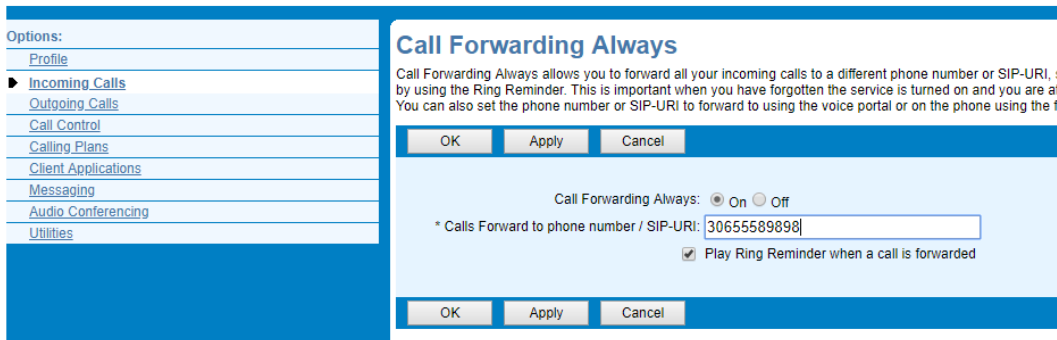 Options:
Profile
Incoming Calls
Outgoing Calls
Call Control
Calling Plans
Client Applications
Messaging
Audio Conferencing
Utilities
Call Forwarding Always
Call Forwarding Always allows you to forward all your incoming calls to a different phone number or SIP-URI,
by using the Ring Reminder. This is important when you have forgotten the service is turned on and you are
You can also set the phone number or SIP-URI to forward to using the voice portal or on the phone using the
OK Apply Cancel
Call Forwarding Always: On Off
* Calls Forward to phone number / SIP-URI: 30655589898
Play Ring Reminder when a call is forwarded
OK Apply Cancel